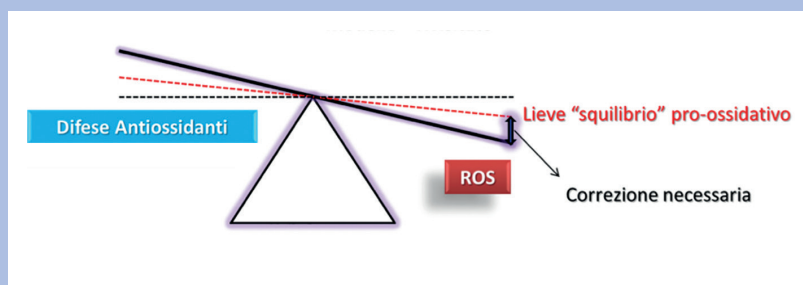 Lieve “squilibrio” pro-ossidativo
Difese Antiossidanti
ROS
Correzione necessaria